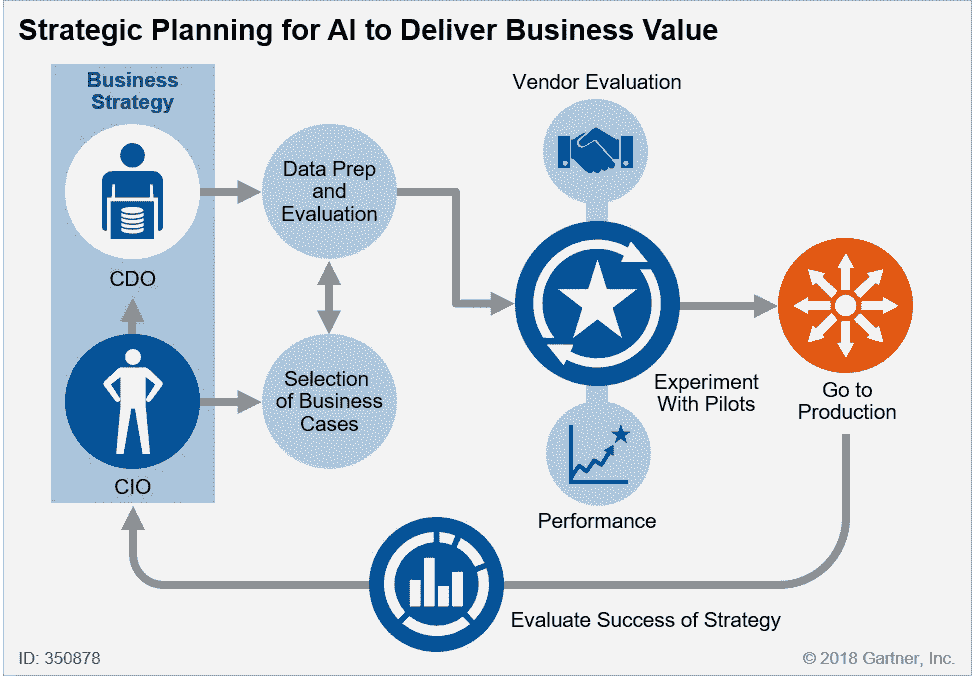 Strategic Planning for AI to Deliver Business Value
Business
Strategy
CDO
CIO
Data Prep
and
Evaluation
Selection
of Business
Cases
Vendor Evaluation
Experiment
With Pilots
Performance
Go to
Production
Evaluate Success of Strategy
ID: 350878
© 2018 Gartner, Inc.